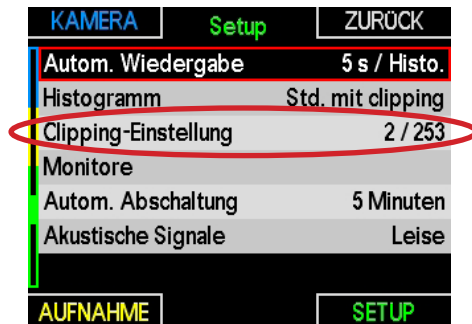 KAMERA Setup ZURÜCK
Autom. Wiedergabe 5 s / Histo.
Histogramm Std. mit clipping
Clipping-Einstellung 2 / 253
Monitore
Autom. Abschaltung 5 Minuten
Akustische Signale Leise
AUFNAHME SETUP